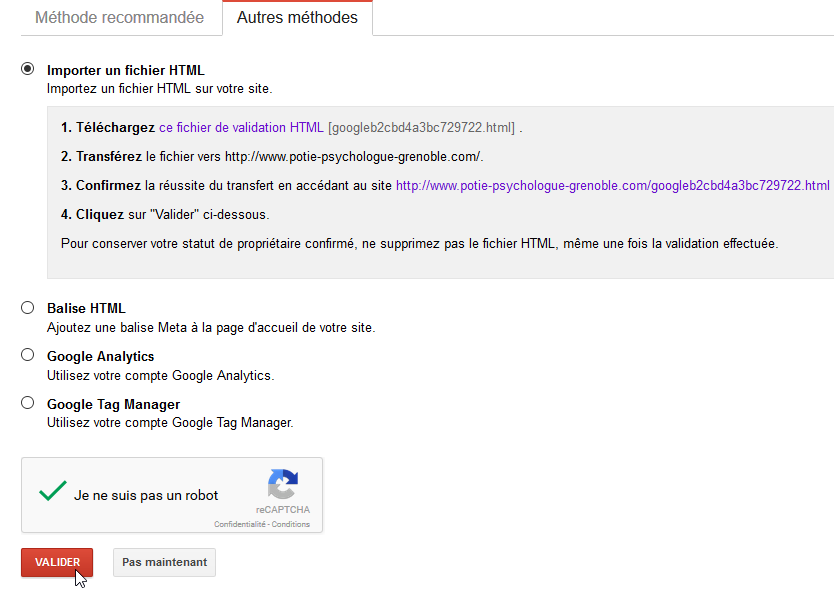 Méthode recommandée
Autres méthodes
Importer un fichier HTML
Importez un fichier HTML sur votre site.
1. Téléchargez ce fichier de validation HTML [googleb2cbd4a3bc729722.html] .
2. Transférez le fichier vers http://www.potie-psychologue-grenoble.com/.
3. Confirmez la réussite du transfert en accédant au site http://www.potie-psychologue-grenoble.com/googleb2cbd4a3bc729722.html
4. Cliquez sur "Valider" ci-dessous.
Pour conserver votre statut de propriétaire confirmé, ne supprimez pas le fichier HTML, même une fois la validation effectuée.
Balise HTML
Ajoutez une balise Meta à la page d'accueil de votre site.
Google Analytics
Utilisez votre compte Google Analytics.
Google Tag Manager
Utilisez votre compte Google Tag Manager.
Je ne suis pas un robot
reCAPTCHA
Confidentialité - Conditions
VALIDER
Pas maintenant